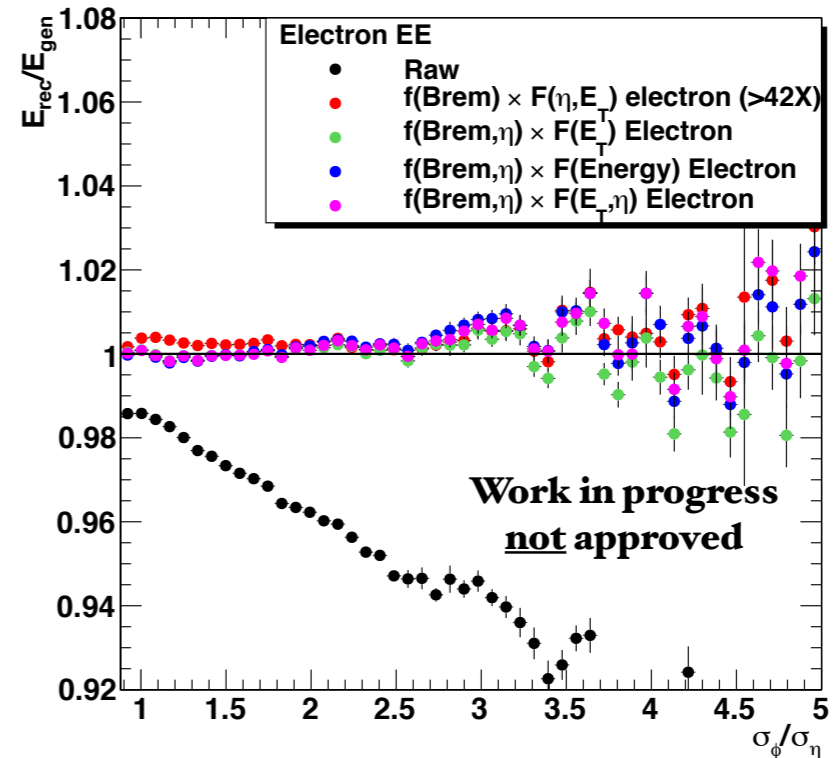 E_rec/E_gen
1.08
1.06
1.04
1.02
1
0.98
0.96
0.94
0.92
Electron EE
Raw
f(Brem) × F(η,E_T) electron (>42X)
f(Brem,η) × F(E_T) Electron
f(Brem,η) × F(Energy) Electron
f(Brem,η) × F(E_T,η) Electron
Work in progress
not approved
1 1.5 2 2.5 3 3.5 4 4.5 5
σ_ϕ/σ_η